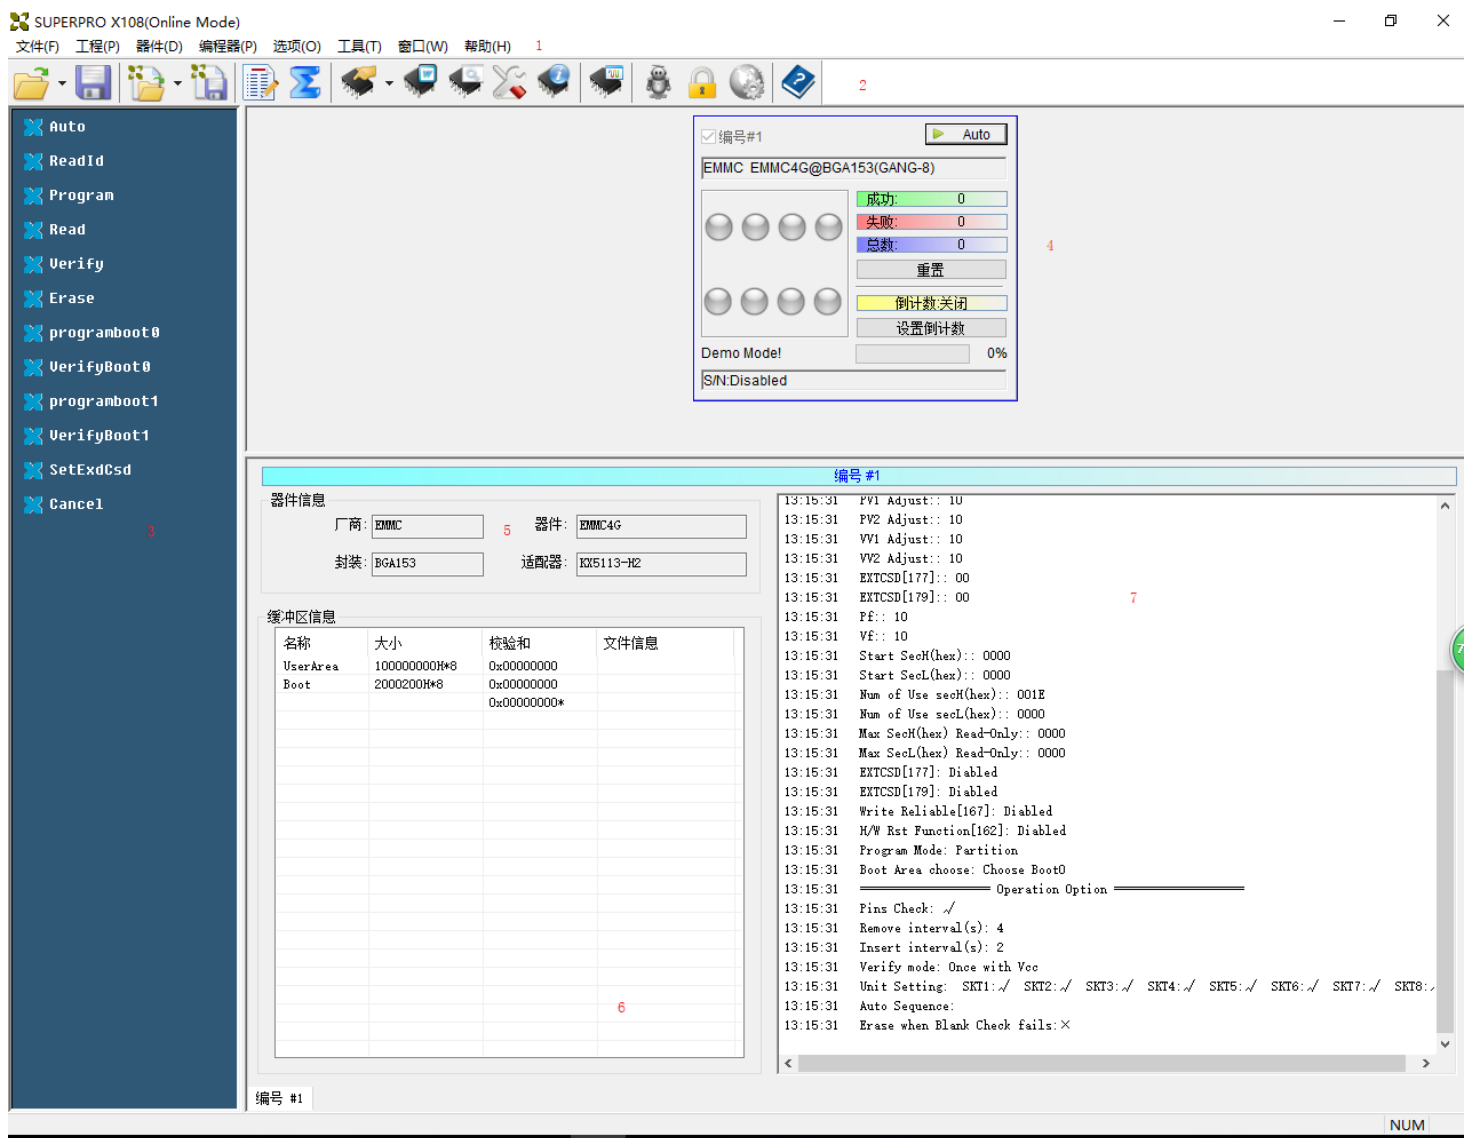 SUPERPRO X108(Online Mode)
文件(F) 工程(P) 器件(D) 编程器(P) 选项(O) 工具(T) 窗口(W) 帮助(H) 1
2
Auto
ReadId
Program
Read
Verify
Erase
programboot0
VerifyBoot0
programboot1
VerifyBoot1
SetExdCsd
Cancel
3
编号#1
Auto
EMMC EMMC4G@BGA153(GANG-8)
成功: 0
失败: 0
总数: 0
重置
倒计数:关闭
设置倒计数
Demo Mode! 0%
S/N:Disabled
4
编号 #1
器件信息
厂商: EMMC 5 器件: EMMC4G
封装: BGA153 适配器: KX5113-H2
缓冲区信息
名称 大小 校验和 文件信息
UserArea 100000000H*8 0x00000000
Boot 2000200H*8 0x00000000
0x00000000*
6
13:15:31 PV1 Adjust:: 10
13:15:31 PV2 Adjust:: 10
13:15:31 VV1 Adjust:: 10
13:15:31 VV2 Adjust:: 10
13:15:31 EXTCSD[177]:: 00
13:15:31 EXTCSD[179]:: 00
7
13:15:31 Pf:: 10
13:15:31 Vf:: 10
13:15:31 Start SecH(hex):: 0000
13:15:31 Start SecL(hex):: 0000
13:15:31 Num of Use secH(hex):: 001E
13:15:31 Num of Use secL(hex):: 0000
13:15:31 Max SecH(hex) Read-Only:: 0000
13:15:31 Max SecL(hex) Read-Only:: 0000
13:15:31 EXTCSD[177]: Disabled
13:15:31 EXTCSD[179]: Disabled
13:15:31 Write Reliable[167]: Disabled
13:15:31 H/W Rst Function[162]: Disabled
13:15:31 Program Mode: Partition
13:15:31 Boot Area choose: Choose Boot0
13:15:31 ═══════════ Operation Option ═══════════
13:15:31 Pins Check: √
13:15:31 Remove interval(s): 4
13:15:31 Insert interval(s): 2
13:15:31 Verify mode: Once with Vcc
13:15:31 Unit Setting: SKT1:√ SKT2:√ SKT3:√ SKT4:√ SKT5:√ SKT6:√ SKT7:√ SKT8:
13:15:31 Auto Sequence:
13:15:31 Erase when Blank Check fails:×
编号 #1
NUM